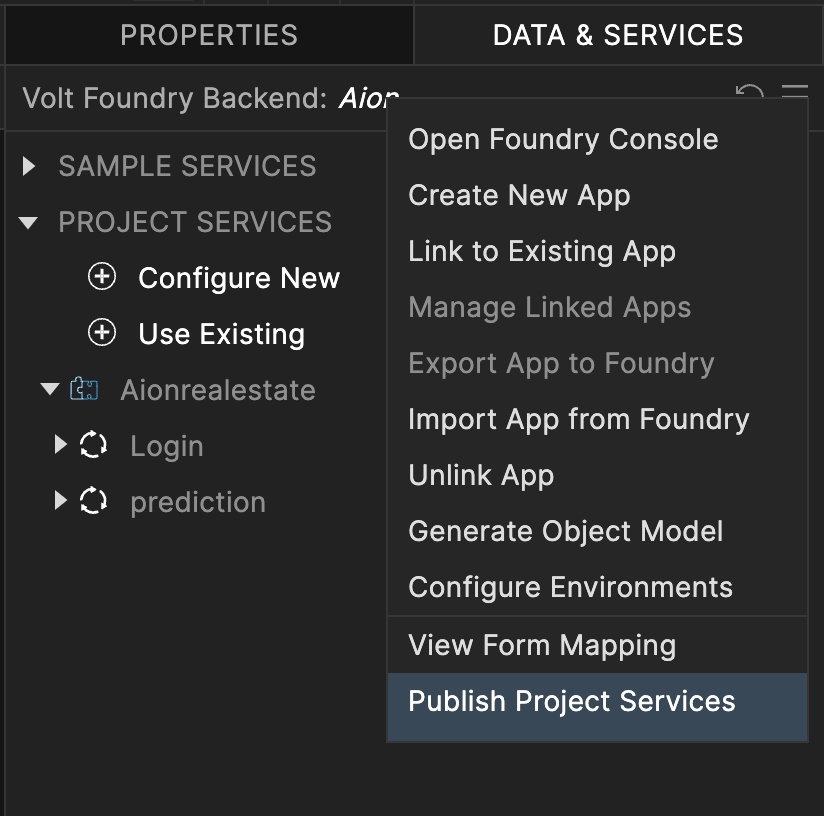 PROPERTIES
DATA & SERVICES
Volt Foundry Backend: Aion
SAMPLE SERVICES
PROJECT SERVICES
Configure New
Use Existing
Aionrealestate
Login
prediction
Open Foundry Console
Create New App
Link to Existing App
Manage Linked Apps
Export App to Foundry
Import App from Foundry
Unlink App
Generate Object Model
Configure Environments
View Form Mapping
Publish Project Services